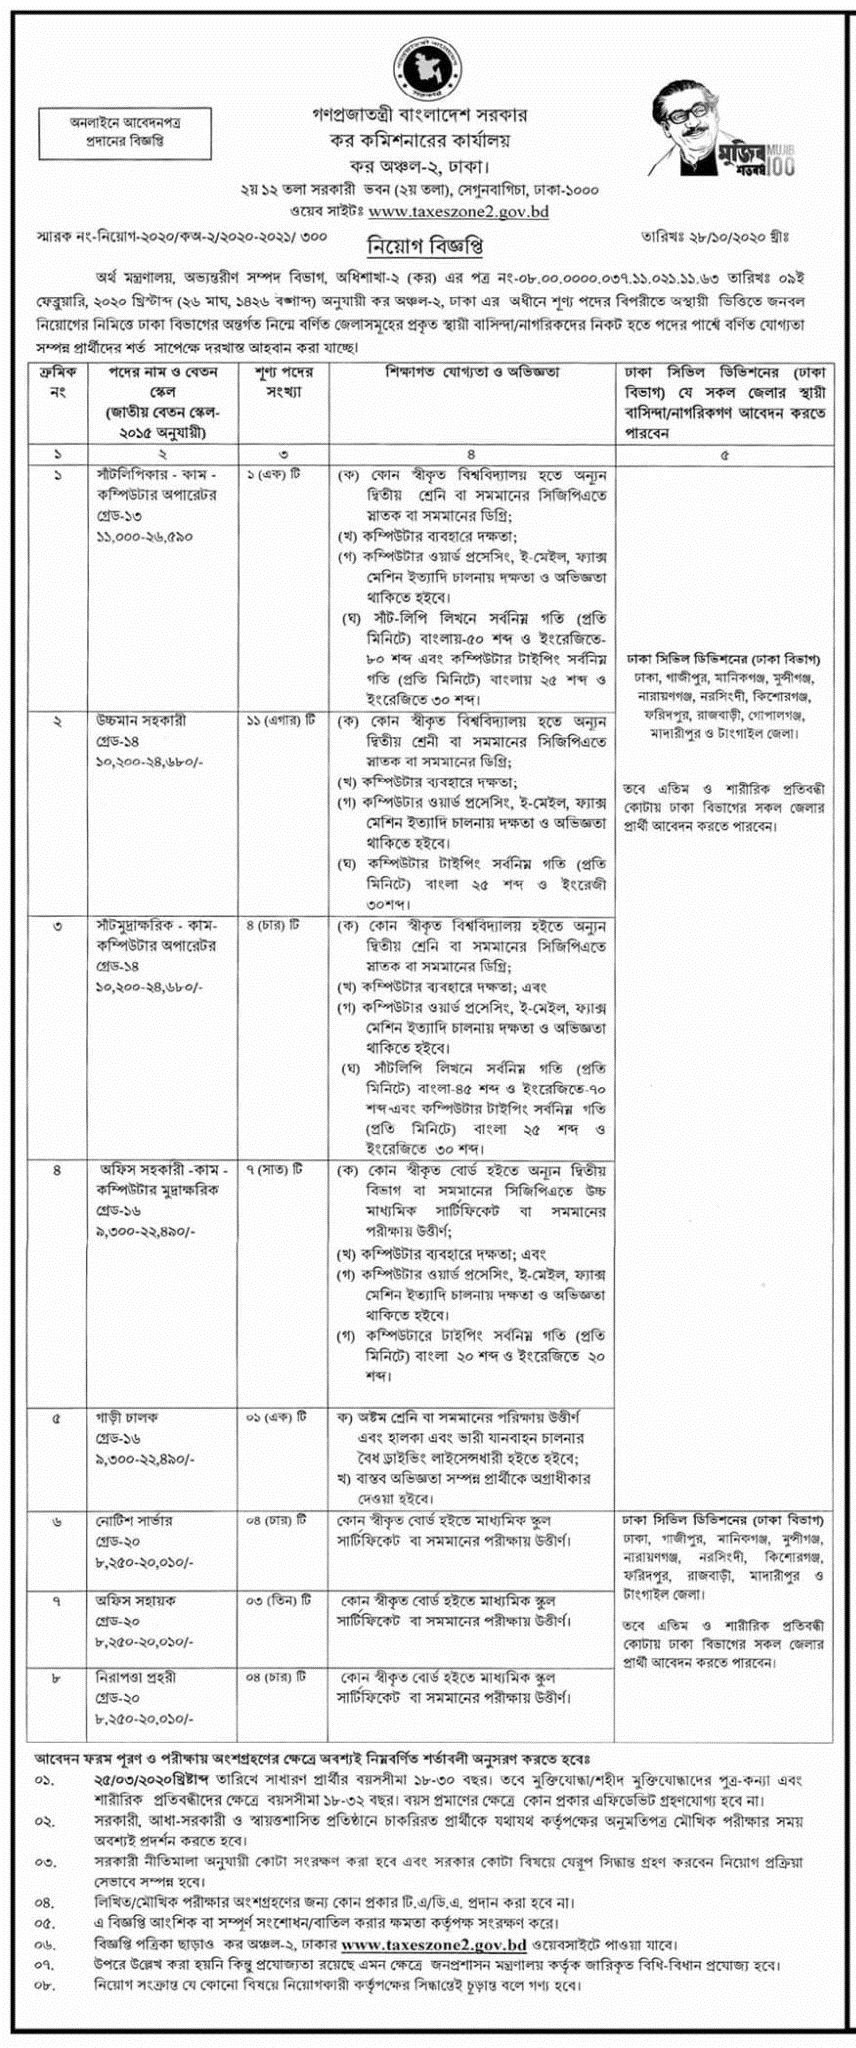 অনলাইনে আবেদনপত্র
প্রদানের বিজ্ঞপ্তি
গণপ্রজাতন্ত্রী বাংলাদেশ সরকার
কর কমিশনারের কার্যালয়
কর অঞ্চল-২, ঢাকা।
২য় ১২ তলা সরকারী ভবন (২য় তলা), সেগুনবাগিচা, ঢাকা-১০০০
ওয়েব সাইটঃ www.taxeszone2.gov.bd
মুজিব
শতবর্ষ
MUJIB
100
স্মারক নং-নিয়োগ-২০২০/কঅ-২/২০২০-২০২১/ ৩০০
তারিখঃ ২৮/১০/২০২০ খ্রীঃ
নিয়োগ বিজ্ঞপ্তি
অর্থ মন্ত্রণালয়, অভ্যন্তরীণ সম্পদ বিভাগ, অধিশাখা-২ (কর) এর পত্র নং-০৮.০০.০০০০.০৩৭.১১.০২১.১১.৬৩ তারিখঃ ০৯ই
ফেব্রুয়ারি, ২০২০ খ্রিস্টাব্দ (২৬ মাঘ, ১৪২৬ বঙ্গাব্দ) অনুযায়ী কর অঞ্চল-২, ঢাকা এর অধীনে শূণ্য পদের বিপরীতে অস্থায়ী ভিত্তিতে জনবল
নিয়োগের নিমিত্তে ঢাকা বিভাগের অন্তর্গত নিম্নে বর্ণিত জেলাসমূহের প্রকৃত স্থায়ী বাসিন্দা/নাগরিকদের নিকট হতে পদের পার্শ্বে বর্ণিত যোগ্যতা
সম্পন্ন প্রার্থীদের শর্ত সাপেক্ষে দরখাস্ত আহবান করা যাচ্ছে।
ক্রমিক
নং
পদের নাম ও বেতন
স্কেল
(জাতীয় বেতন স্কেল-
২০১৫ অনুযায়ী)
শূণ্য পদের
সংখ্যা
শিক্ষাগত যোগ্যতা ও অভিজ্ঞতা
ঢাকা সিভিল ডিভিশনের (ঢাকা
বিভাগ) যে সকল জেলার স্থায়ী
বাসিন্দা/নাগরিকগণ আবেদন করতে
পারবেন
১
২
৩
৪
৫
১
সাঁটলিপিকার - কাম -
কম্পিউটার অপারেটর
গ্রেড-১৩
১১,০০০-২৬,৫৯০
১ (এক) টি
(ক) কোন স্বীকৃত বিশ্ববিদ্যালয় হতে অন্যূন
দ্বিতীয় শ্রেনি বা সমমানের সিজিপিএতে
স্নাতক বা সমমানের ডিগ্রি;
(খ) কম্পিউটার ব্যবহারে দক্ষতা;
(গ) কম্পিউটার ওয়ার্ড প্রসেসিং, ই-মেইল, ফ্যাক্স
মেশিন ইত্যাদি চালনায় দক্ষতা ও অভিজ্ঞতা
থাকিতে হইবে।
(ঘ) সাঁট-লিপি লিখনে সর্বনিম্ন গতি (প্রতি
মিনিটে) বাংলায়-৫০ শব্দ ও ইংরেজিতে-
৮০ শব্দ এবং কম্পিউটার টাইপিং সর্বনিম্ন
গতি (প্রতি মিনিটে) বাংলায় ২৫ শব্দ ও
ইংরেজিতে ৩০ শব্দ।
ঢাকা সিভিল ডিভিশনের (ঢাকা বিভাগ)
ঢাকা, গাজীপুর, মানিকগঞ্জ, মুন্সীগঞ্জ,
নারায়ণগঞ্জ, নরসিংদী, কিশোরগঞ্জ,
ফরিদপুর, রাজবাড়ী, গোপালগঞ্জ,
মাদারীপুর ও টাংগাইল জেলা।
তবে এতিম ও শারীরিক প্রতিবন্ধী
কোটায় ঢাকা বিভাগের সকল জেলার
প্রার্থী আবেদন করতে পারবেন।
২
উচ্চমান সহকারী
গ্রেড-১৪
১০,২০০-২৪,৬৮০/-
১১ (এগার) টি
(ক) কোন স্বীকৃত বিশ্ববিদ্যালয় হতে অন্যূন
দ্বিতীয় শ্রেনী বা সমমানের সিজিপিএতে
স্নাতক বা সমমানের ডিগ্রি;
(খ) কম্পিউটার ব্যবহারে দক্ষতা;
(গ) কম্পিউটার ওয়ার্ড প্রসেসিং, ই-মেইল, ফ্যাক্স
মেশিন ইত্যাদি চালনায় দক্ষতা ও অভিজ্ঞতা
থাকিতে হইবে।
(ঘ) কম্পিউটার টাইপিং সর্বনিম্ন গতি (প্রতি
মিনিটে) বাংলা ২৫ শব্দ ও ইংরেজী
৩০শব্দ।
৩
সাঁটমুদ্রাক্ষরিক - কাম-
কম্পিউটার অপারেটর
গ্রেড-১৪
১০,২০০-২৪,৬৮০/-
৪ (চার) টি
(ক) কোন স্বীকৃত বিশ্ববিদ্যালয় হইতে অন্যুন
দ্বিতীয় শ্রেনি বা সমমানের সিজিপিএতে
স্নাতক বা সমমানের ডিগ্রি;
(খ) কম্পিউটার ব্যবহারে দক্ষতা; এবং
(গ) কম্পিউটার ওয়ার্ড প্রসেসিং, ই-মেইল, ফ্যাক্স
মেশিন ইত্যাদি চালনায় দক্ষতা ও অভিজ্ঞতা
থাকিতে হইবে।
(ঘ) সাঁটলিপি লিখনে সর্বনিম্ন গতি (প্রতি
মিনিটে) বাংলা-৪৫ শব্দ ও ইংরেজিতে-৭০
শব্দ-এবং কম্পিউটার টাইপিং সর্বনিম্ন গতি
(প্রতি মিনিটে) বাংলা ২৫ শব্দ ও
ইংরেজিতে ৩০ শব্দ।
৪
অফিস সহকারী -কাম -
কম্পিউটার মুদ্রাক্ষরিক
গ্রেড-১৬
৯,৩০০-২২,৪৯০/-
৭ (সাত) টি
(ক) কোন স্বীকৃত বোর্ড হইতে অন্যুন দ্বিতীয়
বিভাগ বা সমমানের সিজিপিএতে উচ্চ
মাধ্যমিক সার্টিফিকেট বা সমমানের
পরীক্ষায় উত্তীর্ণ;
(খ) কম্পিউটার ব্যবহারে দক্ষতা; এবং
(গ) কম্পিউটার ওয়ার্ড প্রসেসিং, ই-মেইল, ফ্যাক্স
মেশিন ইত্যাদি চালনায় দক্ষতা ও অভিজ্ঞতা
থাকিতে হইবে।
(গ) কম্পিউটারে টাইপিং সর্বনিম্ন গতি (প্রতি
মিনিটে) বাংলা ২০ শব্দ ও ইংরেজিতে ২০
শব্দ।
৫
গাড়ী চালক
গ্রেড-১৬
৯,৩০০-২২,৪৯০/-
০১ (এক) টি
ক) অষ্টম শ্রেনি বা সমমানের পরিক্ষায় উত্তীর্ণ
এবং হালকা এবং ভারী যানবাহন চালনার
বৈধ ড্রাইভিং লাইসেন্সধারী হইতে হইবে;
খ) বাস্তব অভিজ্ঞতা সম্পন্ন প্রার্থীকে অগ্রাধীকার
দেওয়া হইবে।
৬
নোটিশ সার্ভার
গ্রেড-২০
৮,২৫০-২০,০১০/-
০৪ (চার) টি
কোন স্বীকৃত বোর্ড হইতে মাধ্যমিক স্কুল
সার্টিফিকেট বা সমমানের পরীক্ষায় উত্তীর্ণ।
ঢাকা সিভিল ডিভিশনের (ঢাকা বিভাগ)
ঢাকা, গাজীপুর, মানিকগঞ্জ, মুন্সীগঞ্জ,
নারায়ণগঞ্জ, নরসিংদী, কিশোরগঞ্জ,
ফরিদপুর, রাজবাড়ী, মাদারীপুর ও
টাংগাইল জেলা।
তবে এতিম ও শারীরিক প্রতিবন্ধী
কোটায় ঢাকা বিভাগের সকল জেলার
প্রার্থী আবেদন করতে পারবেন।
৭
অফিস সহায়ক
গ্রেড-২০
৮,২৫০-২০,০১০/-
০৩ (তিন) টি
কোন স্বীকৃত বোর্ড হইতে মাধ্যমিক স্কুল
সার্টিফিকেট বা সমমানের পরীক্ষায় উত্তীর্ণ।
৮
নিরাপত্তা প্রহরী
গ্রেড-২০
৮,২৫০-২০,০১০/-
০৪ (চার) টি
কোন স্বীকৃত বোর্ড হইতে মাধ্যমিক স্কুল
সার্টিফিকেট বা সমমানের পরীক্ষায় উত্তীর্ণ।
আবেদন ফরম পূরণ ও পরীক্ষায় অংশগ্রহণের ক্ষেত্রে অবশ্যই নিম্নবর্ণিত শর্তাবলী অনুসরণ করতে হবেঃ
০১. ২৫/০৩/২০২০খ্রিষ্টাব্দ তারিখে সাধারণ প্রার্থীর বয়সসীমা ১৮-৩০ বছর। তবে মুক্তিযোদ্ধা/শহীদ মুক্তিযোদ্ধাদের পুত্র-কন্যা এবং
শারীরিক প্রতিবন্ধীদের ক্ষেত্রে বয়সসীমা ১৮-৩২ বছর। বয়স প্রমাণের ক্ষেত্রে কোন প্রকার এফিডেভিট গ্রহণযোগ্য হবে না।
০২. সরকারী, আধা-সরকারী ও স্বায়ত্তশাসিত প্রতিষ্ঠানে চাকরিরত প্রার্থীকে যথাযথ কর্তৃপক্ষের অনুমতিপত্র মৌখিক পরীক্ষার সময়
অবশ্যই প্রদর্শন করতে হবে।
০৩. সরকারী নীতিমালা অনুযায়ী কোটা সংরক্ষণ করা হবে এবং সরকার কোটা বিষয়ে যেরূপ সিদ্ধান্ত গ্রহণ করবেন নিয়োগ প্রক্রিয়া
সেভাবে সম্পন্ন হবে।
০৪. লিখিত/মৌখিক পরীক্ষার অংশগ্রহণের জন্য কোন প্রকার টি.এ/ডি.এ. প্রদান করা হবে না।
০৫. এ বিজ্ঞপ্তি আংশিক বা সম্পূর্ণ সংশোধন/বাতিল করার ক্ষমতা কর্তৃপক্ষ সংরক্ষণ করে।
০৬. বিজ্ঞপ্তি পত্রিকা ছাড়াও কর অঞ্চল-২, ঢাকার www.taxeszone2.gov.bd ওয়েবসাইটে পাওয়া যাবে।
০৭. উপরে উল্লেখ করা হয়নি কিন্তু প্রযোজ্যতা রয়েছে এমন ক্ষেত্রে জনপ্রশাসন মন্ত্রণালয় কর্তৃক জারিকৃত বিধি-বিধান প্রযোজ্য হবে।
০৮. নিয়োগ সংক্রান্ত যে কোনো বিষয়ে নিয়োগকারী কর্তৃপক্ষের সিদ্ধান্তেই চূড়ান্ত বলে গণ্য হবে।